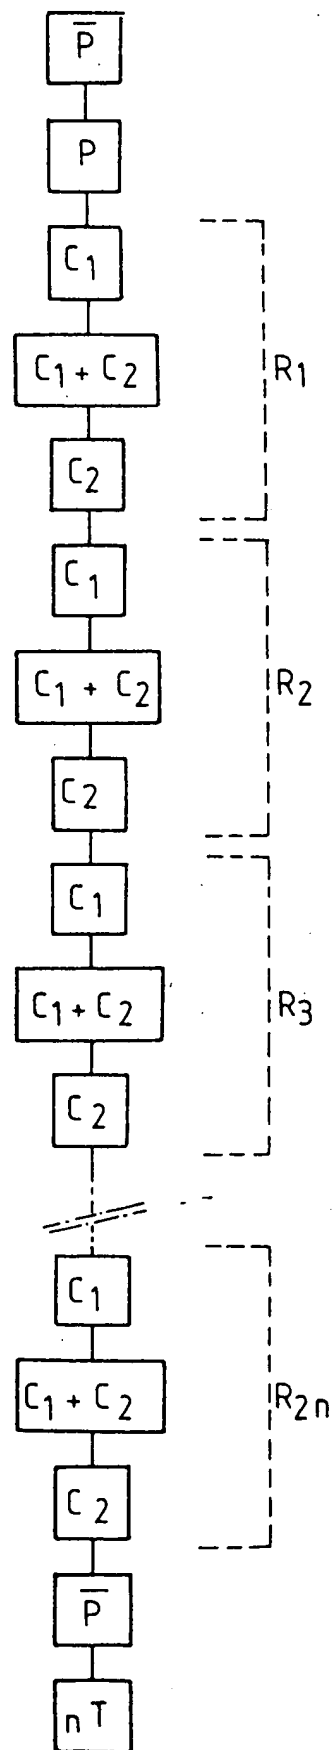 P̅
P
C₁
C₁ + C₂
R₁
C₂
C₁
C₁ + C₂
R₂
C₂
C₁
C₁ + C₂
R₃
C₂
C₁
C₁ + C₂
R₂n
C₂
P̅
nT